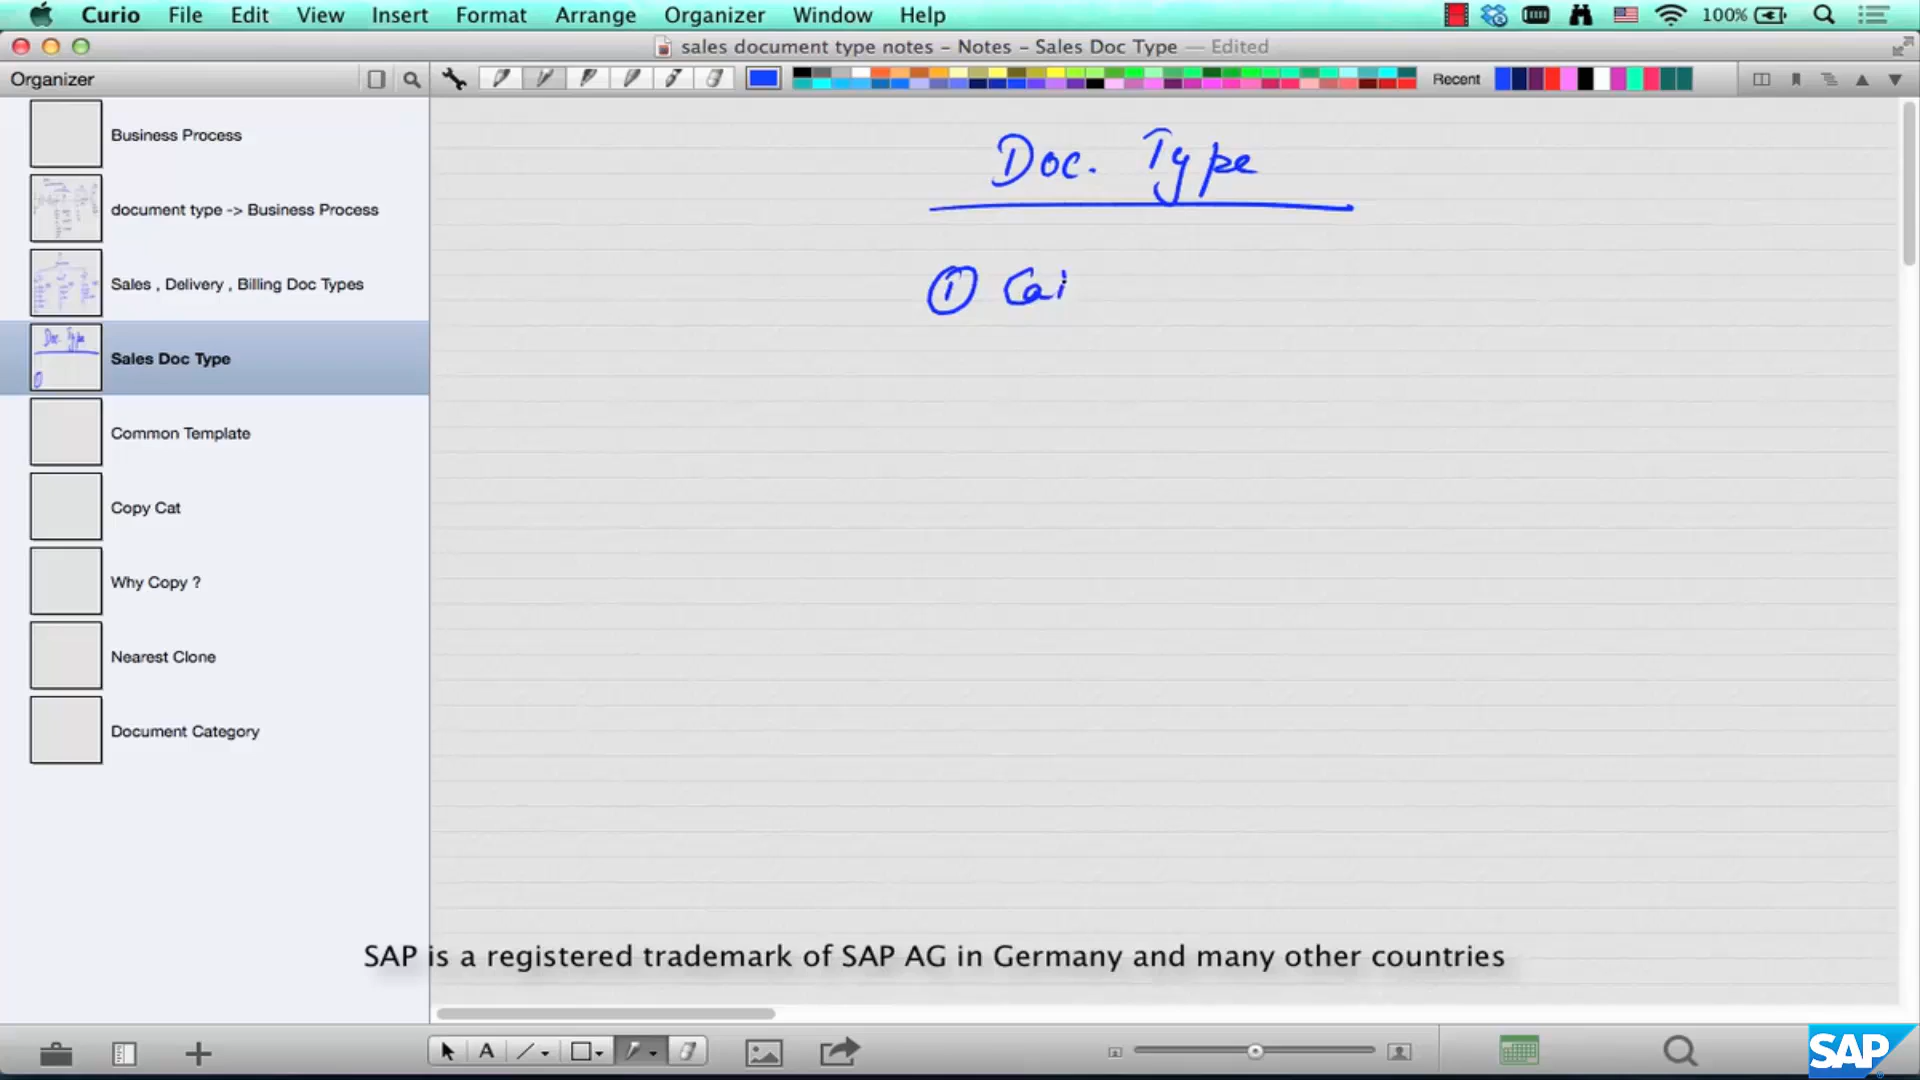 Curio File Edit View Insert Format Arrange Organizer Window Help 100%
sales document type notes – Notes – Sales Doc Type — Edited
Organizer
Recent
Business Process
document type -> Business Process
Sales , Delivery , Billing Doc Types
Sales Doc Type
Common Template
Copy Cat
Why Copy ?
Nearest Clone
Document Category
Doc. Type
① Cai
SAP is a registered trademark of SAP AG in Germany and many other countries
A
SAP